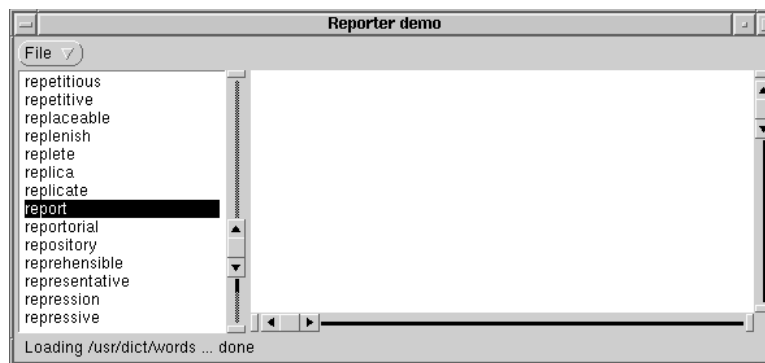 Reporter demo
File
repetitious
repetitive
replaceable
replenish
replete
replica
replicate
report
reportorial
repository
reprehensible
representative
repression
repressive
Loading /usr/dict/words ... done